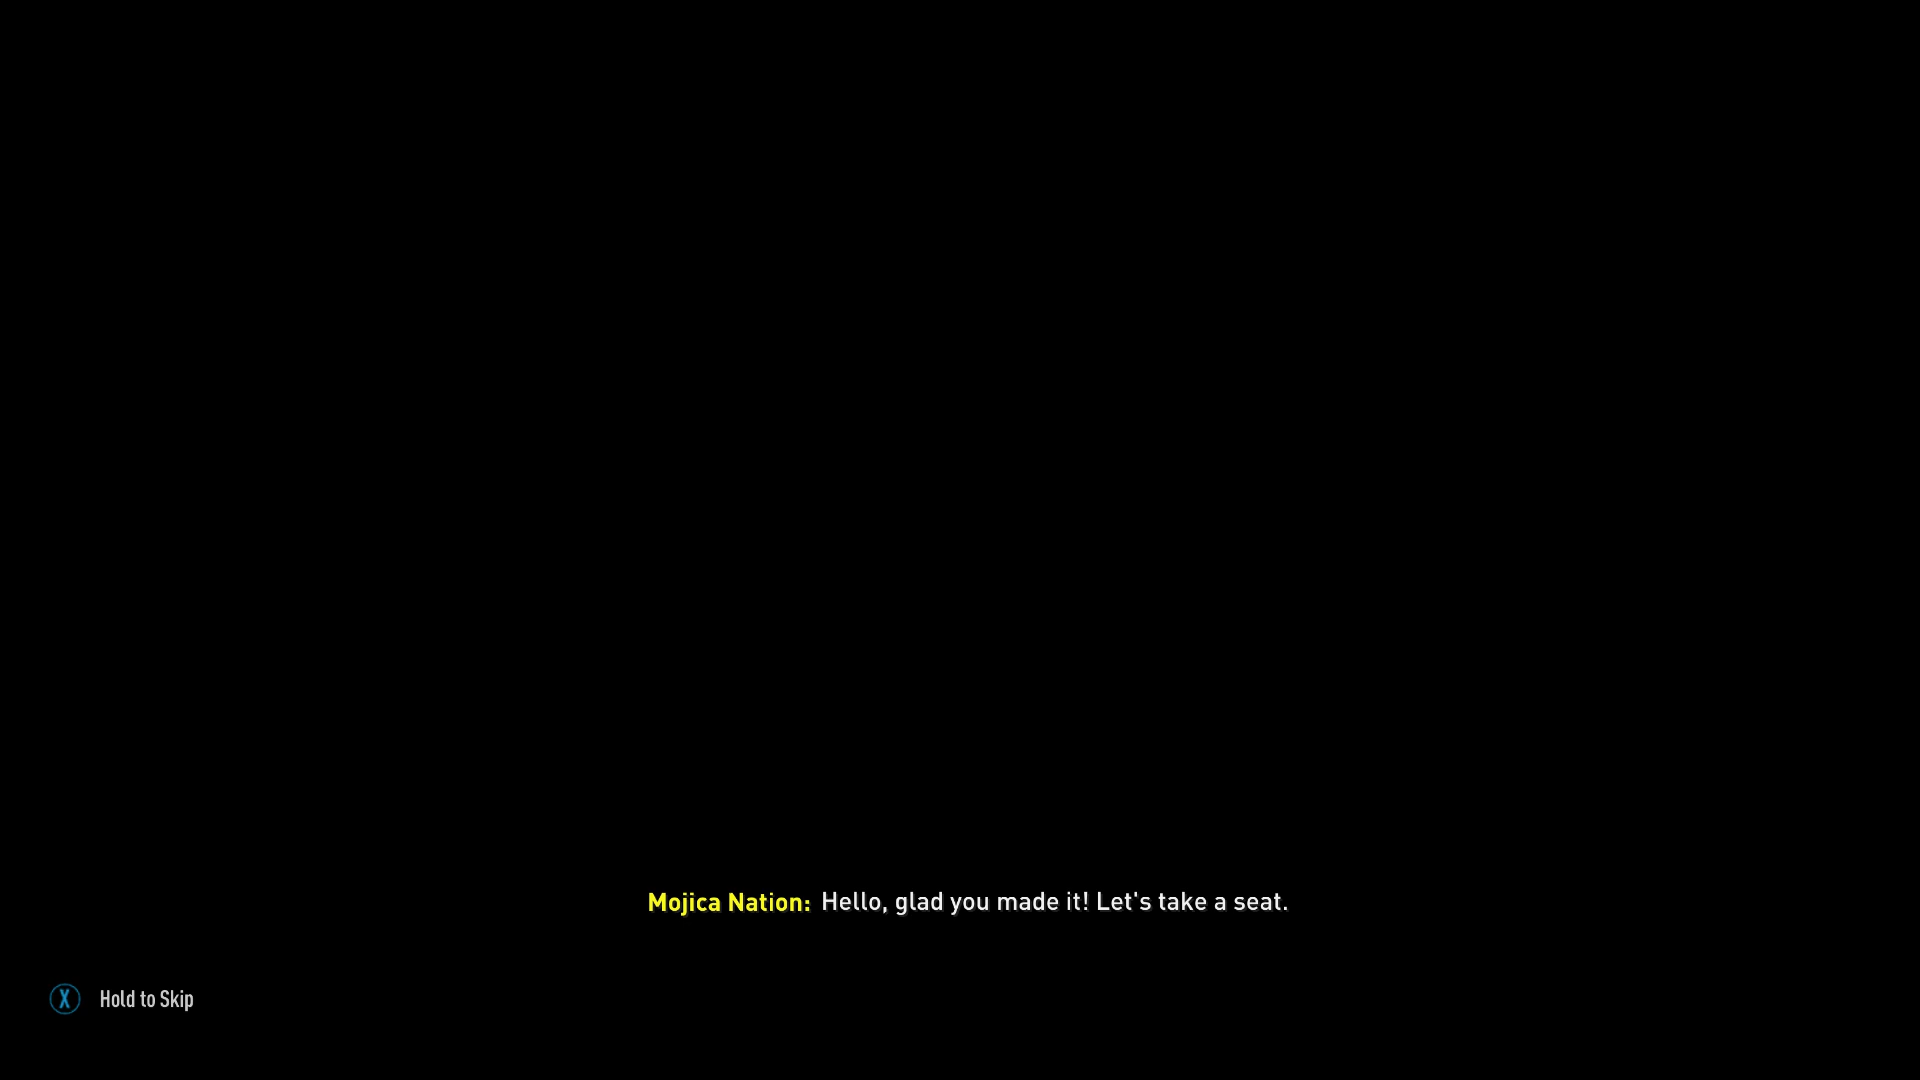 Mojica Nation: Hello, glad you made it! Let's take a seat.
X Hold to Skip